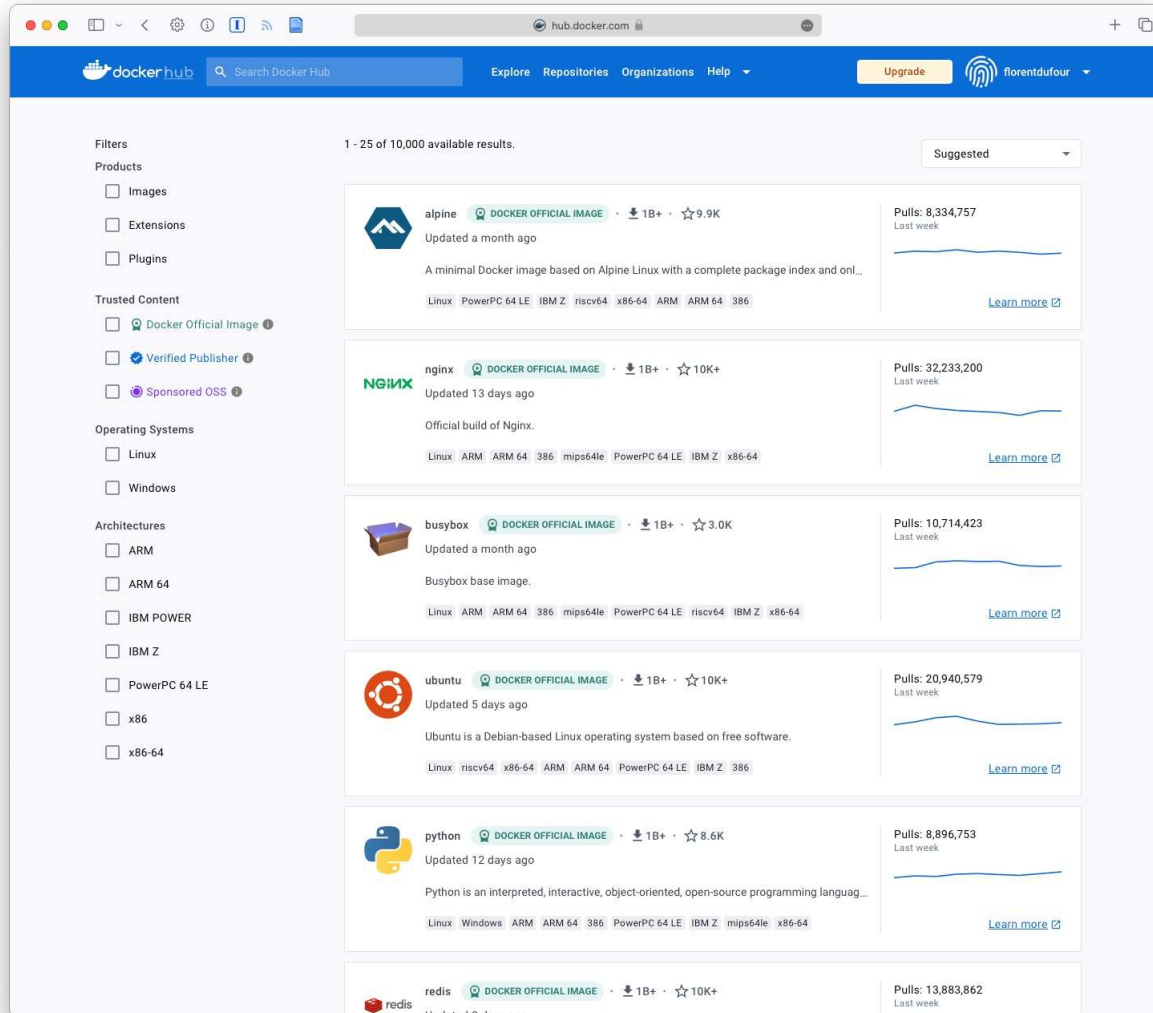 hub.docker.com
docker hub
Search Docker Hub
Explore Repositories Organizations Help
Upgrade
florentdufour
Filters
Products
Images
Extensions
Plugins
Trusted Content
Docker Official Image
Verified Publisher
Sponsored OSS
Operating Systems
Linux
Windows
Architectures
ARM
ARM 64
IBM POWER
IBM Z
PowerPC 64 LE
x86
x86-64
1 - 25 of 10,000 available results.
Suggested
alpine DOCKER OFFICIAL IMAGE · 1B+ · 9.9K
Updated a month ago
A minimal Docker image based on Alpine Linux with a complete package index and onl...
Linux PowerPC 64 LE IBM Z riscv64 x86-64 ARM ARM 64 386
Pulls: 8,334,757
Last week
Learn more
NGINX
nginx DOCKER OFFICIAL IMAGE · 1B+ · 10K+
Updated 13 days ago
Official build of Nginx.
Linux ARM ARM 64 386 mips64le PowerPC 64 LE IBM Z x86-64
Pulls: 32,233,200
Last week
Learn more
busybox DOCKER OFFICIAL IMAGE · 1B+ · 3.0K
Updated a month ago
Busybox base image.
Linux ARM ARM 64 386 mips64le PowerPC 64 LE riscv64 IBM Z x86-64
Pulls: 10,714,423
Last week
Learn more
ubuntu DOCKER OFFICIAL IMAGE · 1B+ · 10K+
Updated 5 days ago
Ubuntu is a Debian-based Linux operating system based on free software.
Linux riscv64 x86-64 ARM ARM 64 PowerPC 64 LE IBM Z 386
Pulls: 20,940,579
Last week
Learn more
python DOCKER OFFICIAL IMAGE · 1B+ · 8.6K
Updated 12 days ago
Python is an interpreted, interactive, object-oriented, open-source programming languag...
Linux Windows ARM ARM 64 386 PowerPC 64 LE IBM Z mips64le x86-64
Pulls: 8,896,753
Last week
Learn more
redis
redis DOCKER OFFICIAL IMAGE · 1B+ · 10K+
Pulls: 13,883,862
Last week